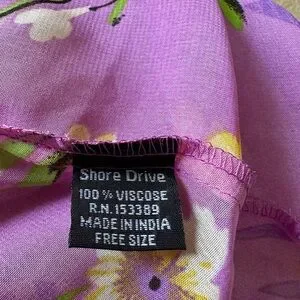 Shore Drive
100 % VISCOSE
R.N. 153389
MADE IN INDIA
FREE SIZE